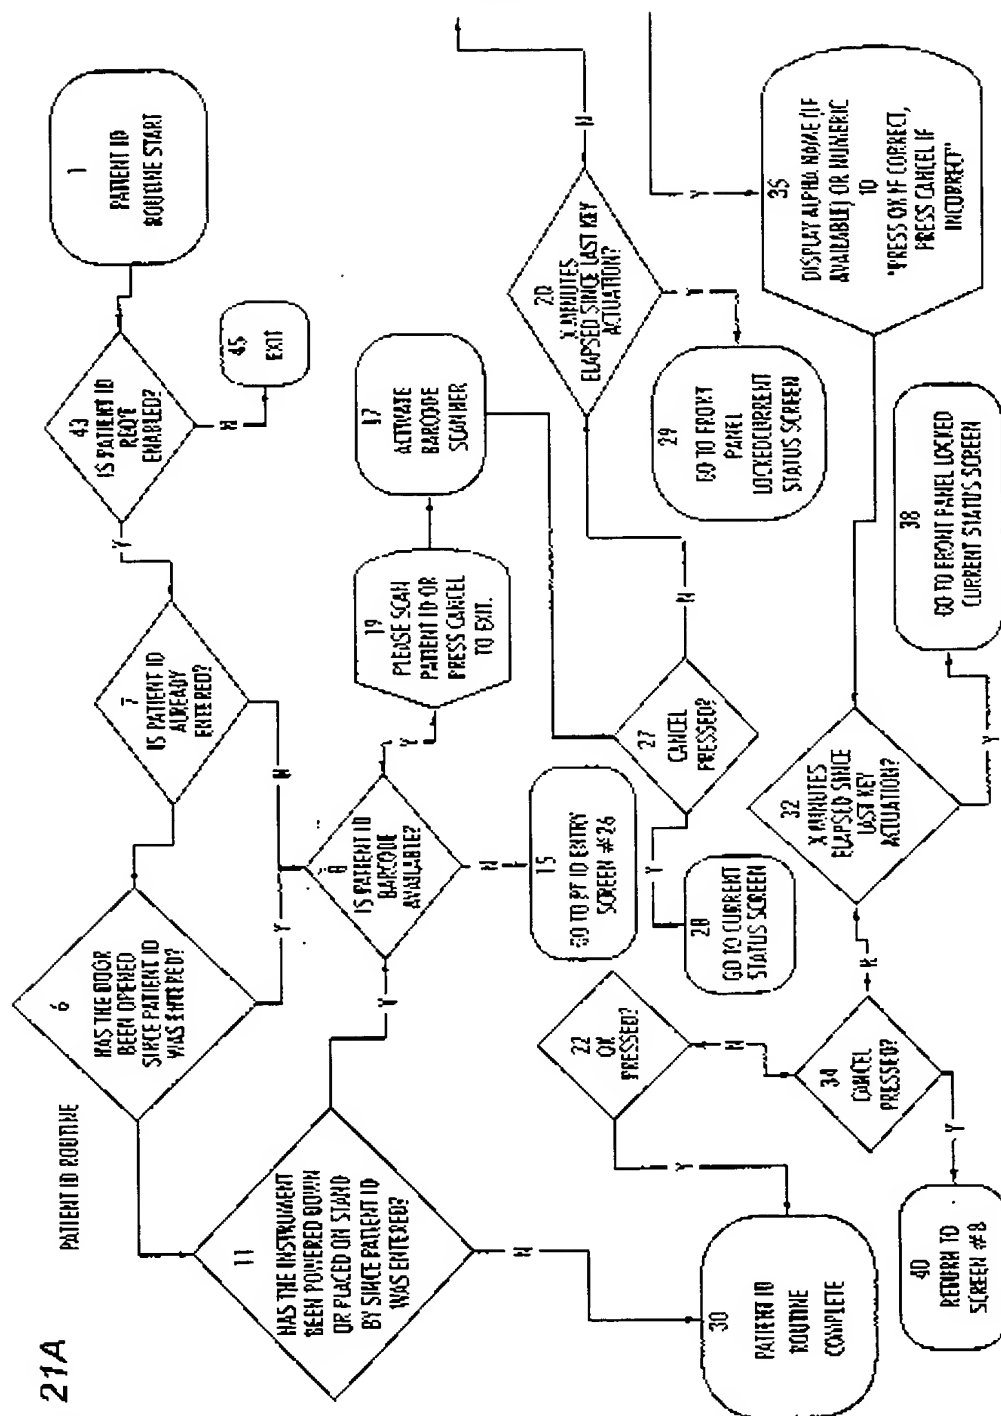 21A
PATIENT ID ROUTINE
1
PATIENT ID
ROUTINE START
43
IS PATIENT ID
REQ'T
ENABLED?
N
45
EXIT
Y
7
IS PATIENT ID
ALREADY
ENTERED?
N
6
HAS THE DOOR
BEEN OPENED
SINCE PATIENT ID
WAS ENTERED?
Y
11
HAS THE INSTRUMENT
BEEN POWERED DOWN
OR PLACED ON STAND
BY SINCE PATIENT ID
WAS ENTERED?
Y
N
8
IS PATIENT ID
BARCODE
AVAILABLE?
Y
N
19
PLEASE SCAN
PATIENT ID OR
PRESS CANCEL
TO EXIT.
17
ACTIVATE
BARCODE
SCANNER
15
GO TO PT ID ENTRY
SCREEN #26
27
CANCEL
PRESSED?
N
Y
28
GO TO CURRENT
STATUS SCREEN
20
X MINUTES
ELAPSED SINCE LAST KEY
ACTUATION?
N
Y
29
GO TO FRONT
PANEL
LOCKEDCURRENT
STATUS SCREEN
Y
35
DISPLAY ALPHA NAME (IF
AVAILABLE) OR NUMERIC
ID
"PRESS OK IF CORRECT,
PRESS CANCEL IF
INCORRECT"
32
X MINUTES
ELAPSED SINCE
LAST KEY
ACTUATION?
Y
38
GO TO FRONT PANEL LOCKED
CURRENT STATUS SCREEN
N
34
CANCEL
PRESSED?
N
Y
22
OK
PRESSED?
Y
30
PATIENT ID
ROUTINE
COMPLETE
40
RETURN TO
SCREEN #8